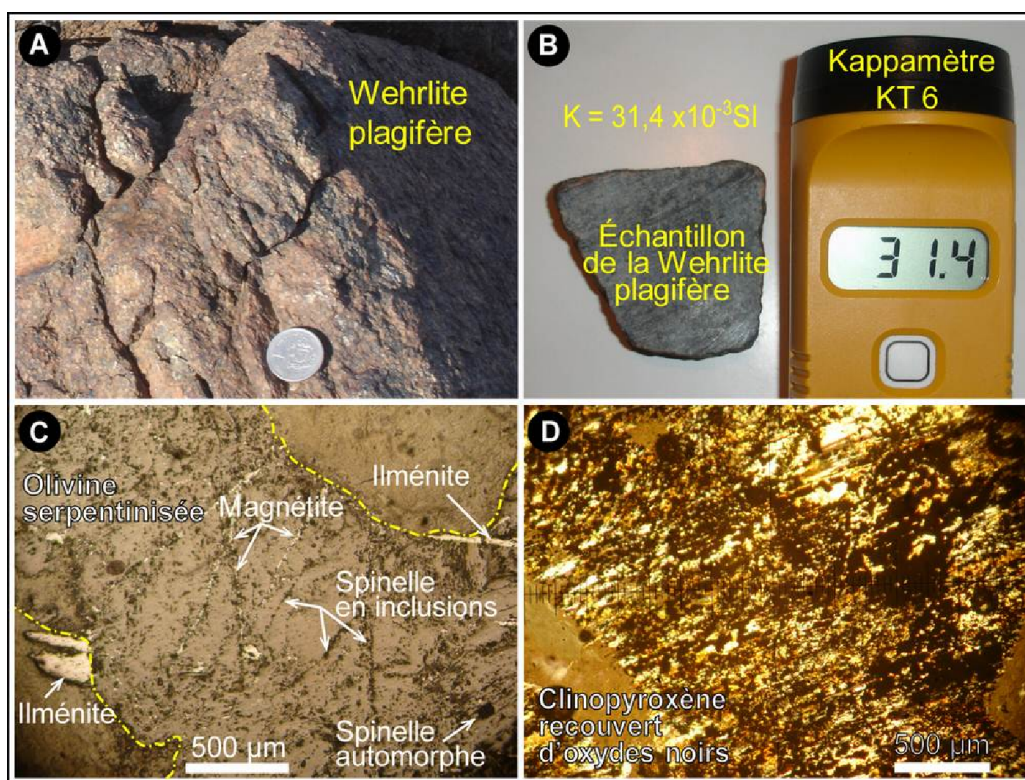 A
Wehrlite
plagifère
B
Kappamètre
KT 6
K = 31,4 x10⁻³SI
Échantillon
de la Wehrlite
plagifère
31.4
C
Olivine
serpentinisée
Magnétite
Ilménite
Spinelle
en inclusions
Ilménite
Spinelle
automorphe
500 µm
D
Clinopyroxène
recouvert
d'oxydes noirs
500 µm